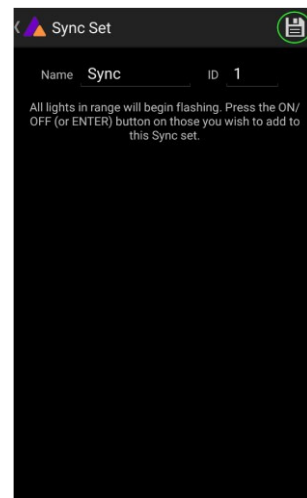 Sync Set
Name Sync ID 1
All lights in range will begin flashing. Press the ON/
OFF (or ENTER) button on those you wish to add to
this Sync set.